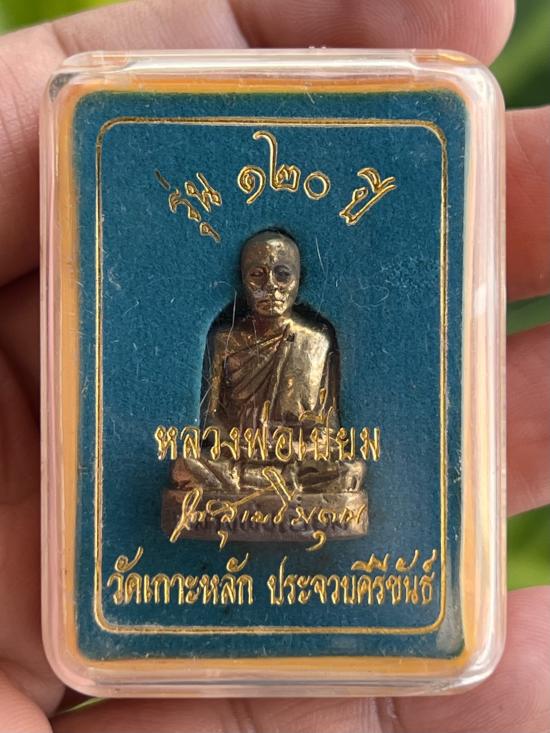 รุ่น ๑๒๐ ปี
หลวงพ่อเปี่ยม
วัดเกาะหลัก ประจวบคีรีขันธ์